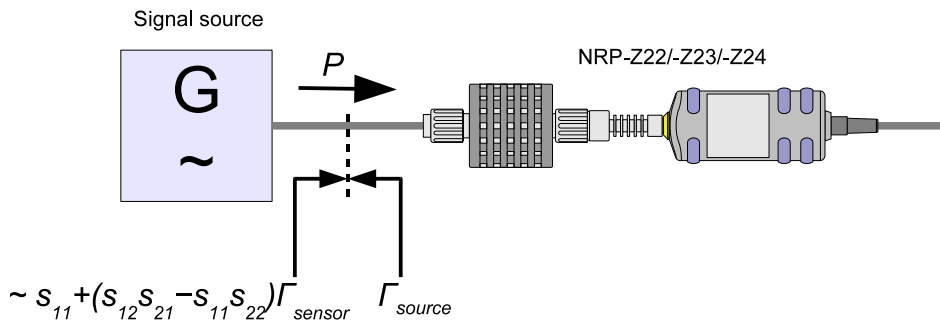 Signal source
NRP-Z22/-Z23/-Z24
G
~
P
~ s11+(s12s21−s11s22)Γsensor
Γsource